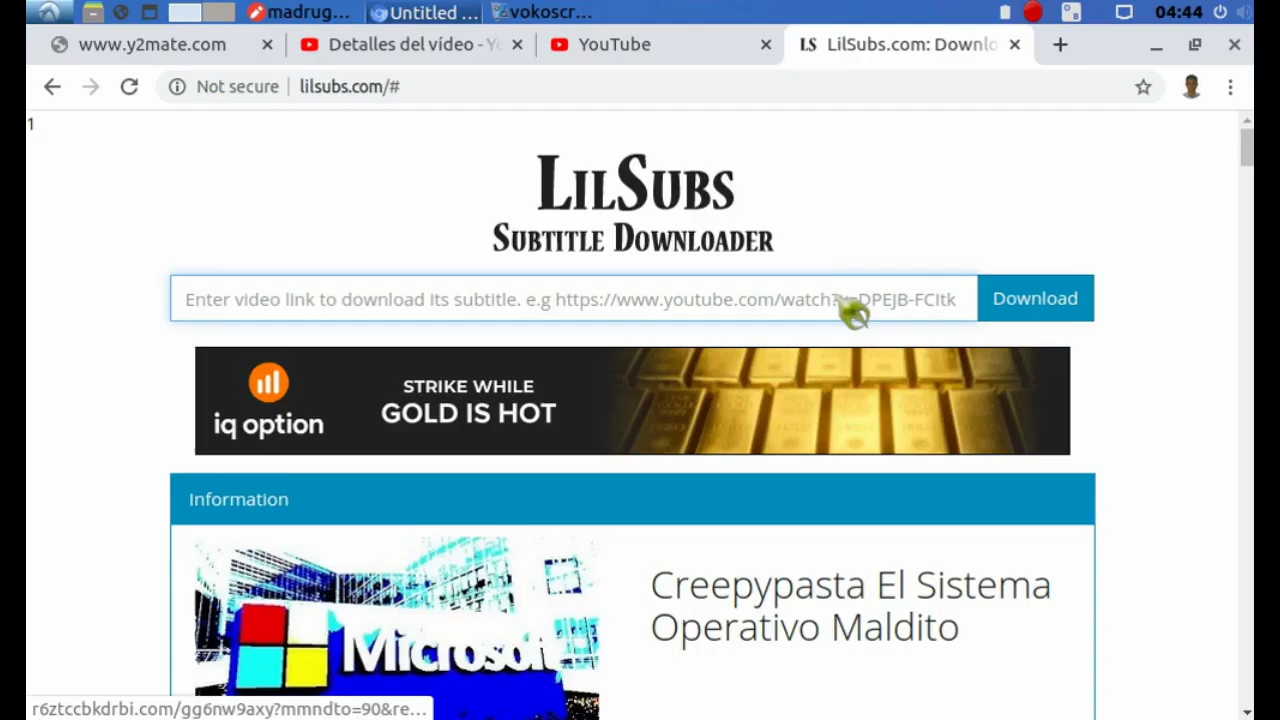 madrug...
Untitled ...
vokoscr...
04:44
www.y2mate.com
Detalles del vídeo - Yo
YouTube
LS LilSubs.com: Downlo
Not secure
lilsubs.com/#
1
LilSubs
Subtitle Downloader
Enter video link to download its subtitle. e.g https://www.youtube.com/watch?v=DPEJB-FCItk
Download
iq option
STRIKE WHILE
GOLD IS HOT
Information
Creepypasta El Sistema
Operativo Maldito
Microsoft
r6ztccbkdrbi.com/gg6nw9axy?mmndto=90&re...